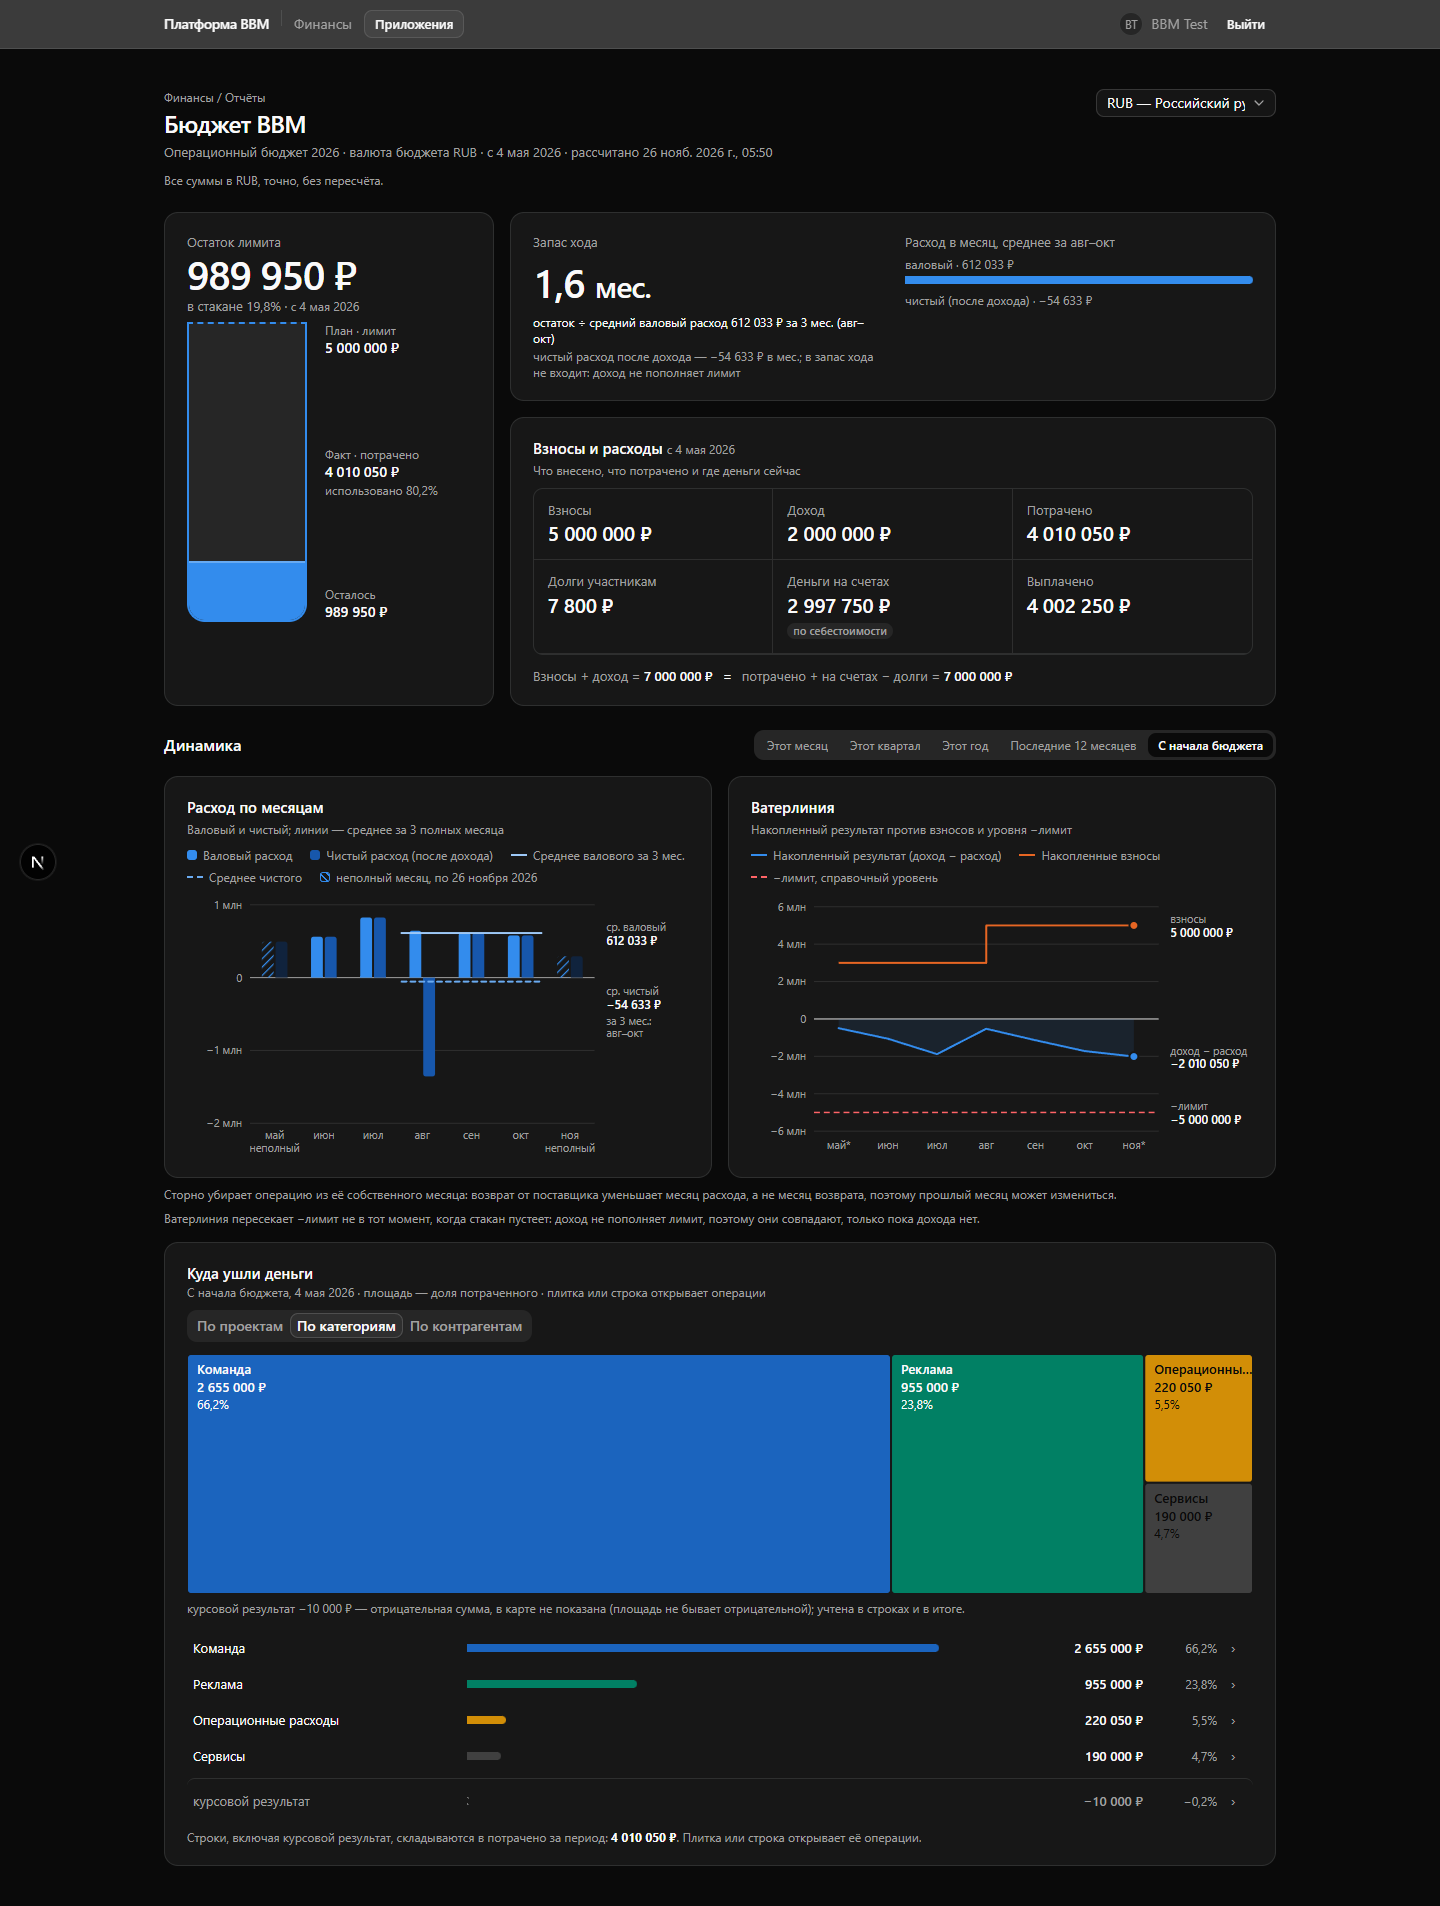 Платформа BBM
Финансы
Приложения
BT
BBM Test
Выйти
Финансы / Отчёты
Бюджет BBM
RUB — Российский ру
Операционный бюджет 2026 · валюта бюджета RUB · с 4 мая 2026 · рассчитано 26 нояб. 2026 г., 05:50
Все суммы в RUB, точно, без пересчёта.
Остаток лимита
989 950 ₽
в стакане 19,8% · с 4 мая 2026
План · лимит
5 000 000 ₽
Факт · потрачено
4 010 050 ₽
использовано 80,2%
Осталось
989 950 ₽
Запас хода
1,6 мес.
остаток ÷ средний валовый расход 612 033 ₽ за 3 мес. (авг–
окт)
чистый расход после дохода — −54 633 ₽ в мес.; в запас хода
не входит: доход не пополняет лимит
Расход в месяц, среднее за авг–окт
валовый · 612 033 ₽
чистый (после дохода) · −54 633 ₽
Взносы и расходы с 4 мая 2026
Что внесено, что потрачено и где деньги сейчас
Взносы
5 000 000 ₽
Доход
2 000 000 ₽
Потрачено
4 010 050 ₽
Долги участникам
7 800 ₽
Деньги на счетах
2 997 750 ₽
по себестоимости
Выплачено
4 002 250 ₽
Взносы + доход = 7 000 000 ₽ = потрачено + на счетах − долги = 7 000 000 ₽
Динамика
Этот месяц
Этот квартал
Этот год
Последние 12 месяцев
С начала бюджета
Расход по месяцам
Валовый и чистый; линии — среднее за 3 полных месяца
Валовый расход
Чистый расход (после дохода)
Среднее валового за 3 мес.
Среднее чистого
неполный месяц, по 26 ноября 2026
1 млн
0
−1 млн
−2 млн
ср. валовый
612 033 ₽
ср. чистый
−54 633 ₽
за 3 мес.:
авг–окт
май
неполный
июн
июл
авг
сен
окт
ноя
неполный
Ватерлиния
Накопленный результат против взносов и уровня −лимит
Накопленный результат (доход − расход)
Накопленные взносы
−лимит, справочный уровень
6 млн
4 млн
2 млн
0
−2 млн
−4 млн
−6 млн
взносы
5 000 000 ₽
доход − расход
−2 010 050 ₽
−лимит
−5 000 000 ₽
май*
июн
июл
авг
сен
окт
ноя*
Сторно убирает операцию из её собственного месяца: возврат от поставщика уменьшает месяц расхода, а не месяц возврата, поэтому прошлый месяц может измениться.
Ватерлиния пересекает −лимит не в тот момент, когда стакан пустеет: доход не пополняет лимит, поэтому они совпадают, только пока дохода нет.
Куда ушли деньги
С начала бюджета, 4 мая 2026 · площадь — доля потраченного · плитка или строка открывает операции
По проектам
По категориям
По контрагентам
Команда
2 655 000 ₽
66,2%
Реклама
955 000 ₽
23,8%
Операционны...
220 050 ₽
5,5%
Сервисы
190 000 ₽
4,7%
курсовой результат −10 000 ₽ — отрицательная сумма, в карте не показана (площадь не бывает отрицательной); учтена в строках и в итоге.
Команда 2 655 000 ₽ 66,2% ›
Реклама 955 000 ₽ 23,8% ›
Операционные расходы 220 050 ₽ 5,5% ›
Сервисы 190 000 ₽ 4,7% ›
курсовой результат −10 000 ₽ −0,2% ›
Строки, включая курсовой результат, складываются в потрачено за период: 4 010 050 ₽. Плитка или строка открывает её операции.
N